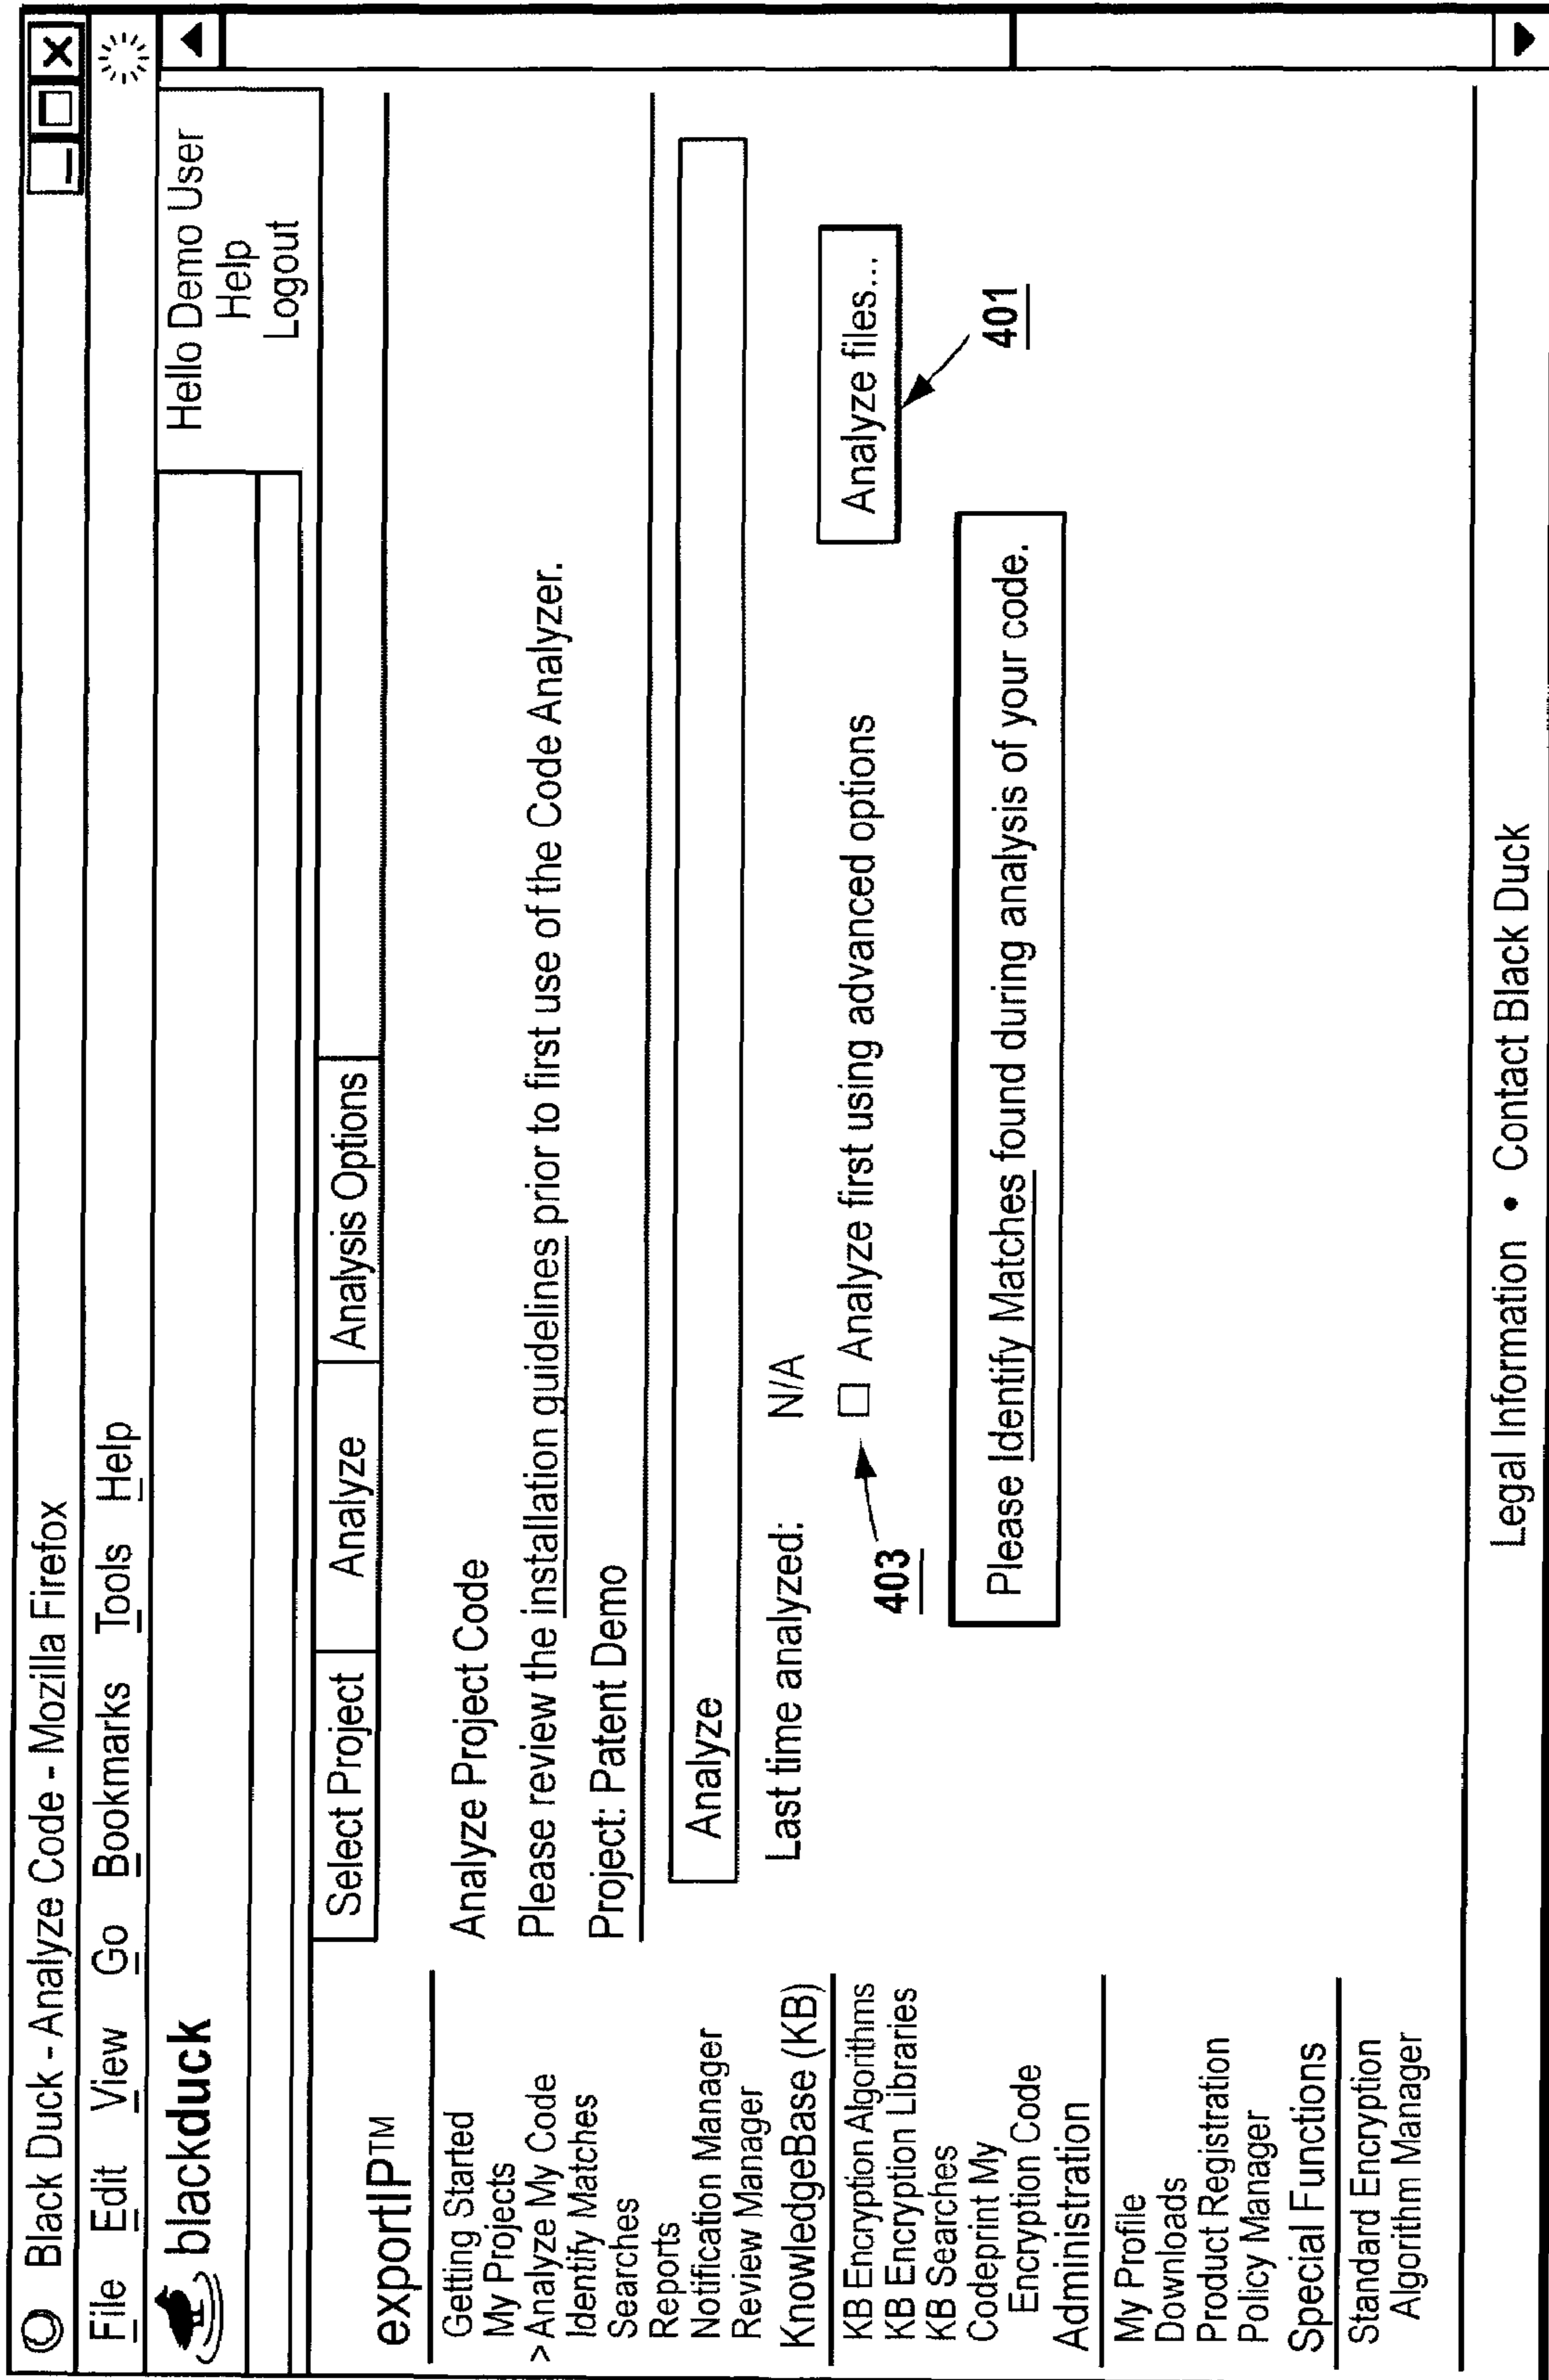 Black Duck - Analyze Code - Mozilla Firefox
File Edit View Go Bookmarks Tools Help
blackduck
Hello Demo User
Help
Logout
Select Project Analyze Analysis Options
exportIP™
Getting Started
My Projects
>Analyze My Code
Identify Matches
Searches
Reports
Notification Manager
Review Manager
KnowledgeBase (KB)
KB Encryption Algorithms
KB Encryption Libraries
KB Searches
Codeprint My
Encryption Code
Administration
My Profile
Downloads
Product Registration
Policy Manager
Special Functions
Standard Encryption
Algorithm Manager
Analyze Project Code
Please review the installation guidelines prior to first use of the Code Analyzer.
Project: Patent Demo
Analyze
Last time analyzed: N/A
Analyze first using advanced options
Analyze files...
403
401
Please Identify Matches found during analysis of your code.
Legal Information • Contact Black Duck